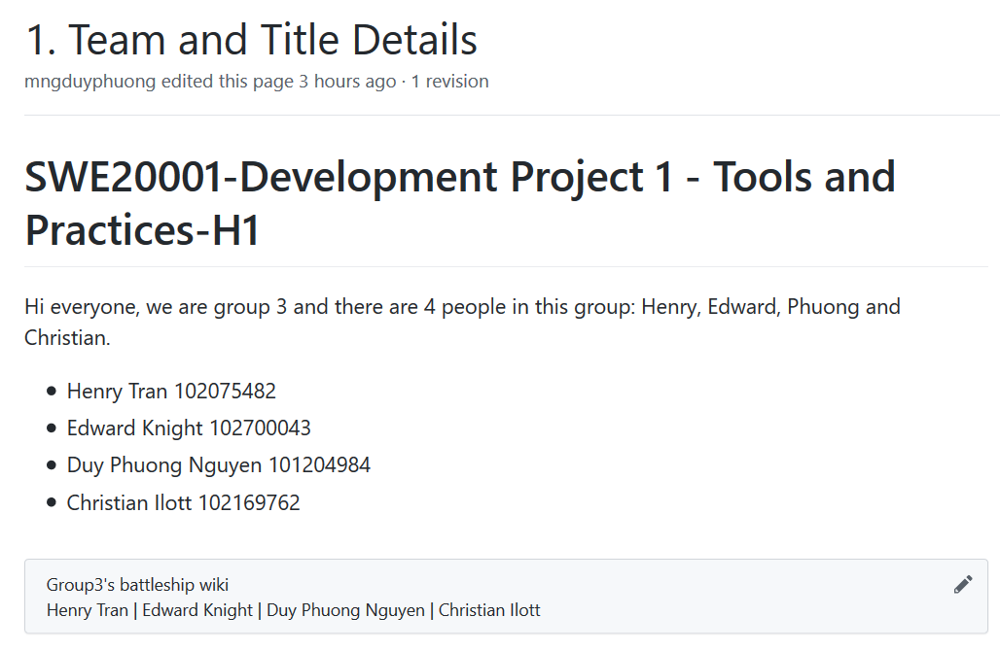 1. Team and Title Details
mngduyphuong edited this page 3 hours ago · 1 revision
SWE20001-Development Project 1 - Tools and
Practices-H1
Hi everyone, we are group 3 and there are 4 people in this group: Henry, Edward, Phuong and
Christian.
• Henry Tran 102075482
• Edward Knight 102700043
• Duy Phuong Nguyen 101204984
• Christian Ilott 102169762
Group3's battleship wiki
Henry Tran | Edward Knight | Duy Phuong Nguyen | Christian Ilott